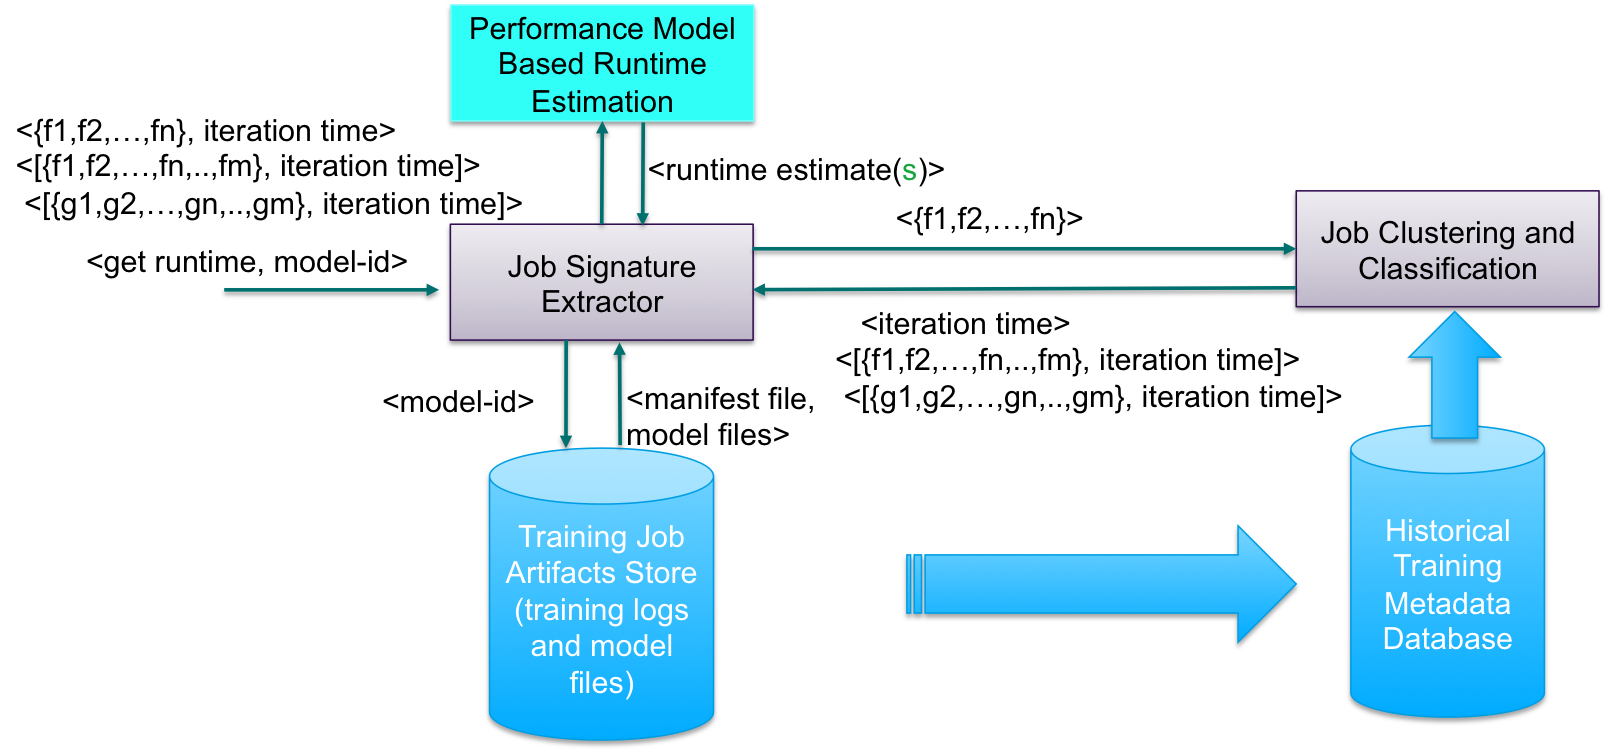 Performance Model
Based Runtime
Estimation
<{f1,f2,…,fn}, iteration time>
<[{f1,f2,…,fn,..,fm}, iteration time]>
<[{g1,g2,…,gn,..,gm}, iteration time]>
<runtime estimate(s)>
<get runtime, model-id>
Job Signature
Extractor
<{f1,f2,…,fn}>
Job Clustering and
Classification
<iteration time>
<[{f1,f2,…,fn,..,fm}, iteration time]>
<[{g1,g2,…,gn,..,gm}, iteration time]>
<model-id>
<manifest file,
model files>
Training Job
Artifacts Store
(training logs
and model
files)
Historical
Training
Metadata
Database